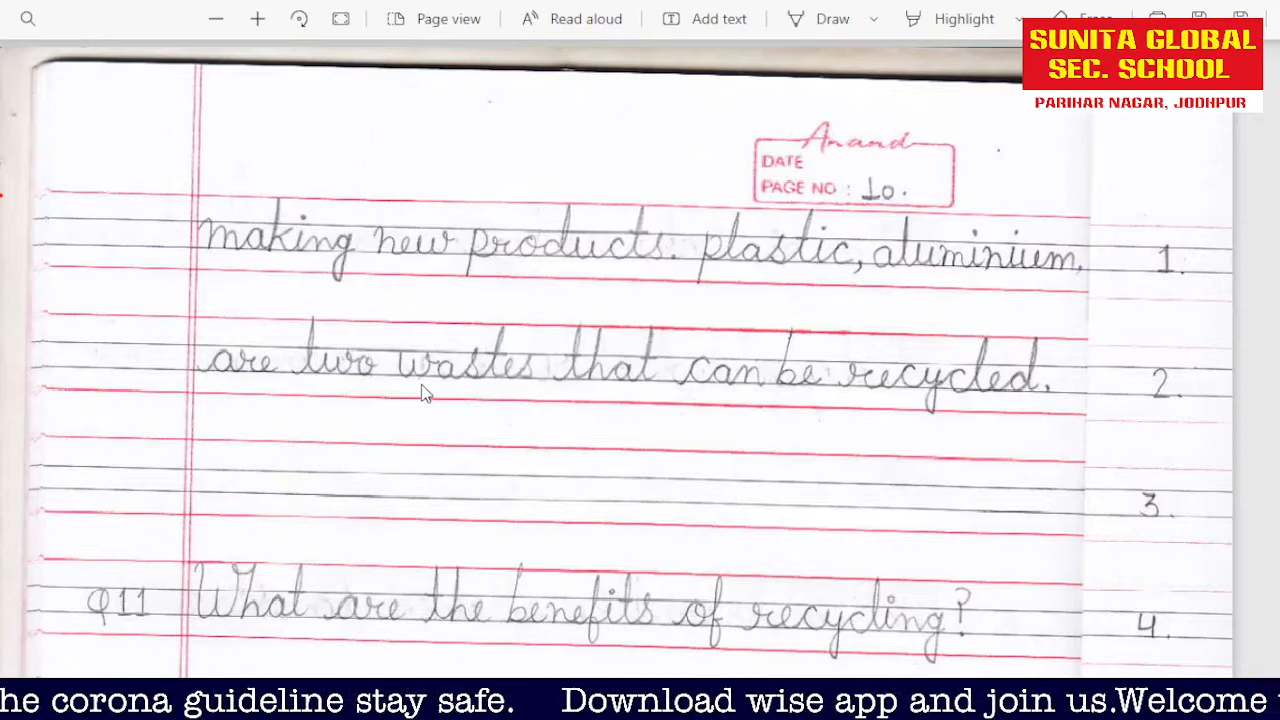 Page view
Read aloud
Add text
Draw
Highlight
SUNITA GLOBAL
SEC. SCHOOL
PARIHAR NAGAR, JODHPUR
Anand
DATE
PAGE NO : 10.
making new products. plastic, aluminium, 1.
are two wastes that can be recycled. 2.
3.
Q11 What are the benefits of recycling? 4.
he corona guideline stay safe. Download wise app and join us.Welcome